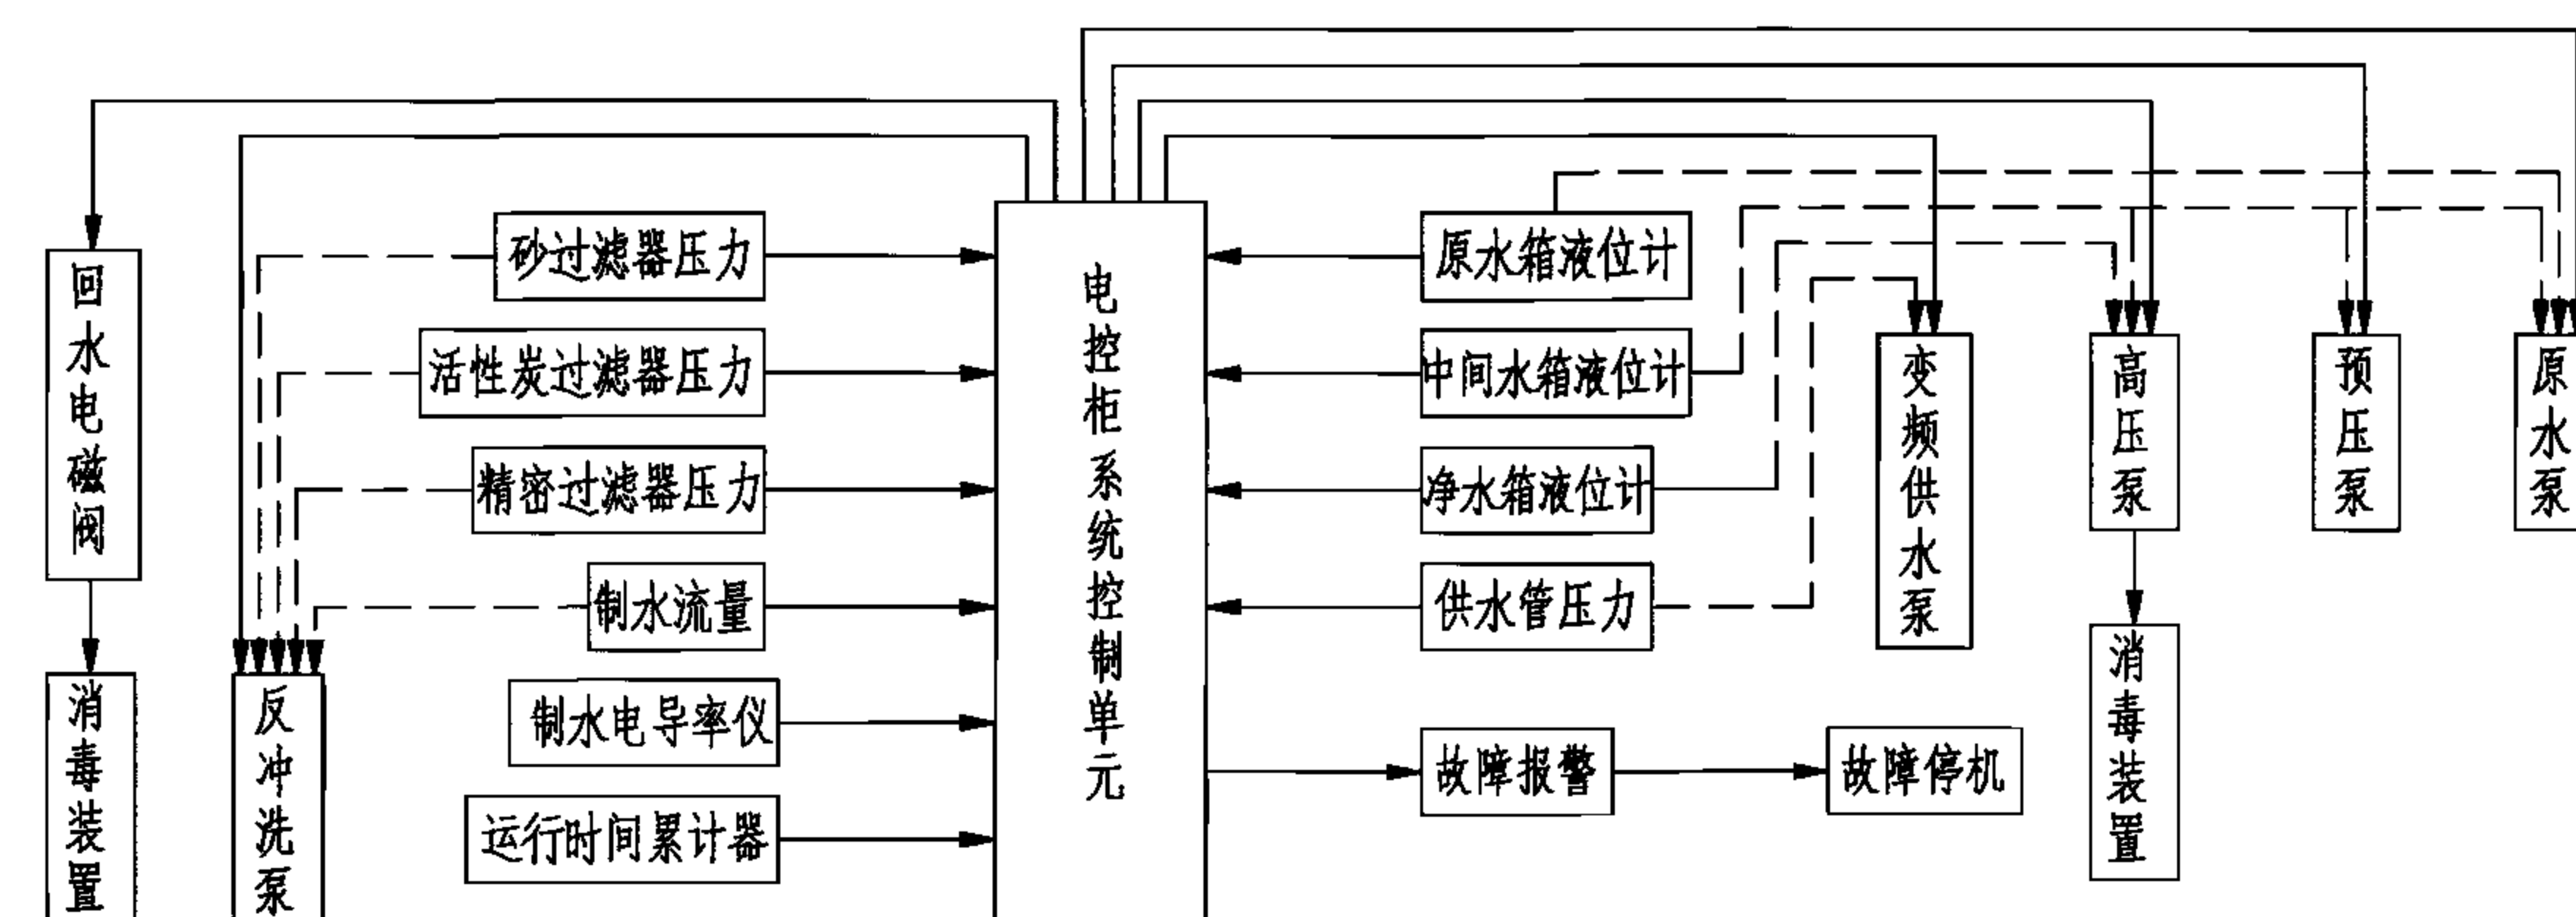 回水电磁阀
消毒装置
反冲洗泵
砂过滤器压力
活性炭过滤器压力
精密过滤器压力
制水流量
制水电导率仪
运行时间累计器
电控柜系统控制单元
原水箱液位计
中间水箱液位计
净水箱液位计
供水管压力
故障报警
故障停机
变频供水泵
高压泵
消毒装置
预压泵
原水泵